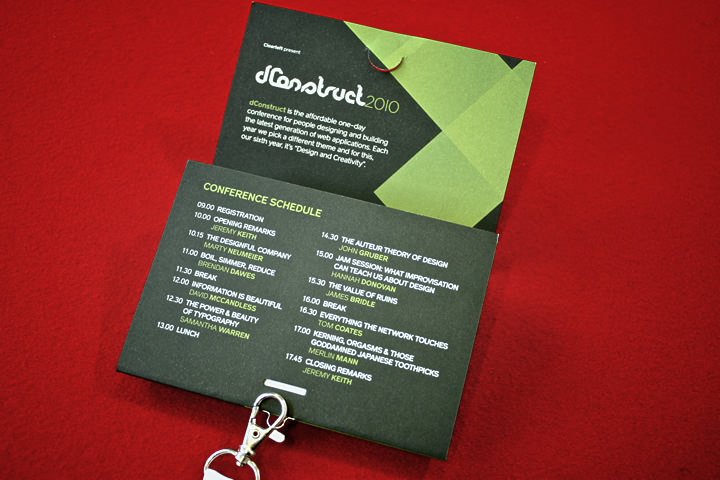 Clearleft present
dConstruct2010
dConstruct is the affordable one-day
conference for people designing and building
the latest generation of web applications. Each
year we pick a different theme and for this,
our sixth year, it's "Design and Creativity".
CONFERENCE SCHEDULE
09.00 REGISTRATION
10.00 OPENING REMARKS
JEREMY KEITH
10.15 THE DESIGNFUL COMPANY
MARTY NEUMEIER
11.00 BOIL, SIMMER, REDUCE
BRENDAN DAWES
11.30 BREAK
12.00 INFORMATION IS BEAUTIFUL
DAVID MCCANDLESS
12.30 THE POWER & BEAUTY
OF TYPOGRAPHY
SAMANTHA WARREN
13.00 LUNCH
14.30 THE AUTEUR THEORY OF DESIGN
JOHN GRUBER
15.00 JAM SESSION: WHAT IMPROVISATION
CAN TEACH US ABOUT DESIGN
HANNAH DONOVAN
15.30 THE VALUE OF RUINS
JAMES BRIDLE
16.00 BREAK
16.30 EVERYTHING THE NETWORK TOUCHES
TOM COATES
17.00 KERNING, ORGASMS & THOSE
GODDAMNED JAPANESE TOOTHPICKS
MERLIN MANN
17.45 CLOSING REMARKS
JEREMY KEITH